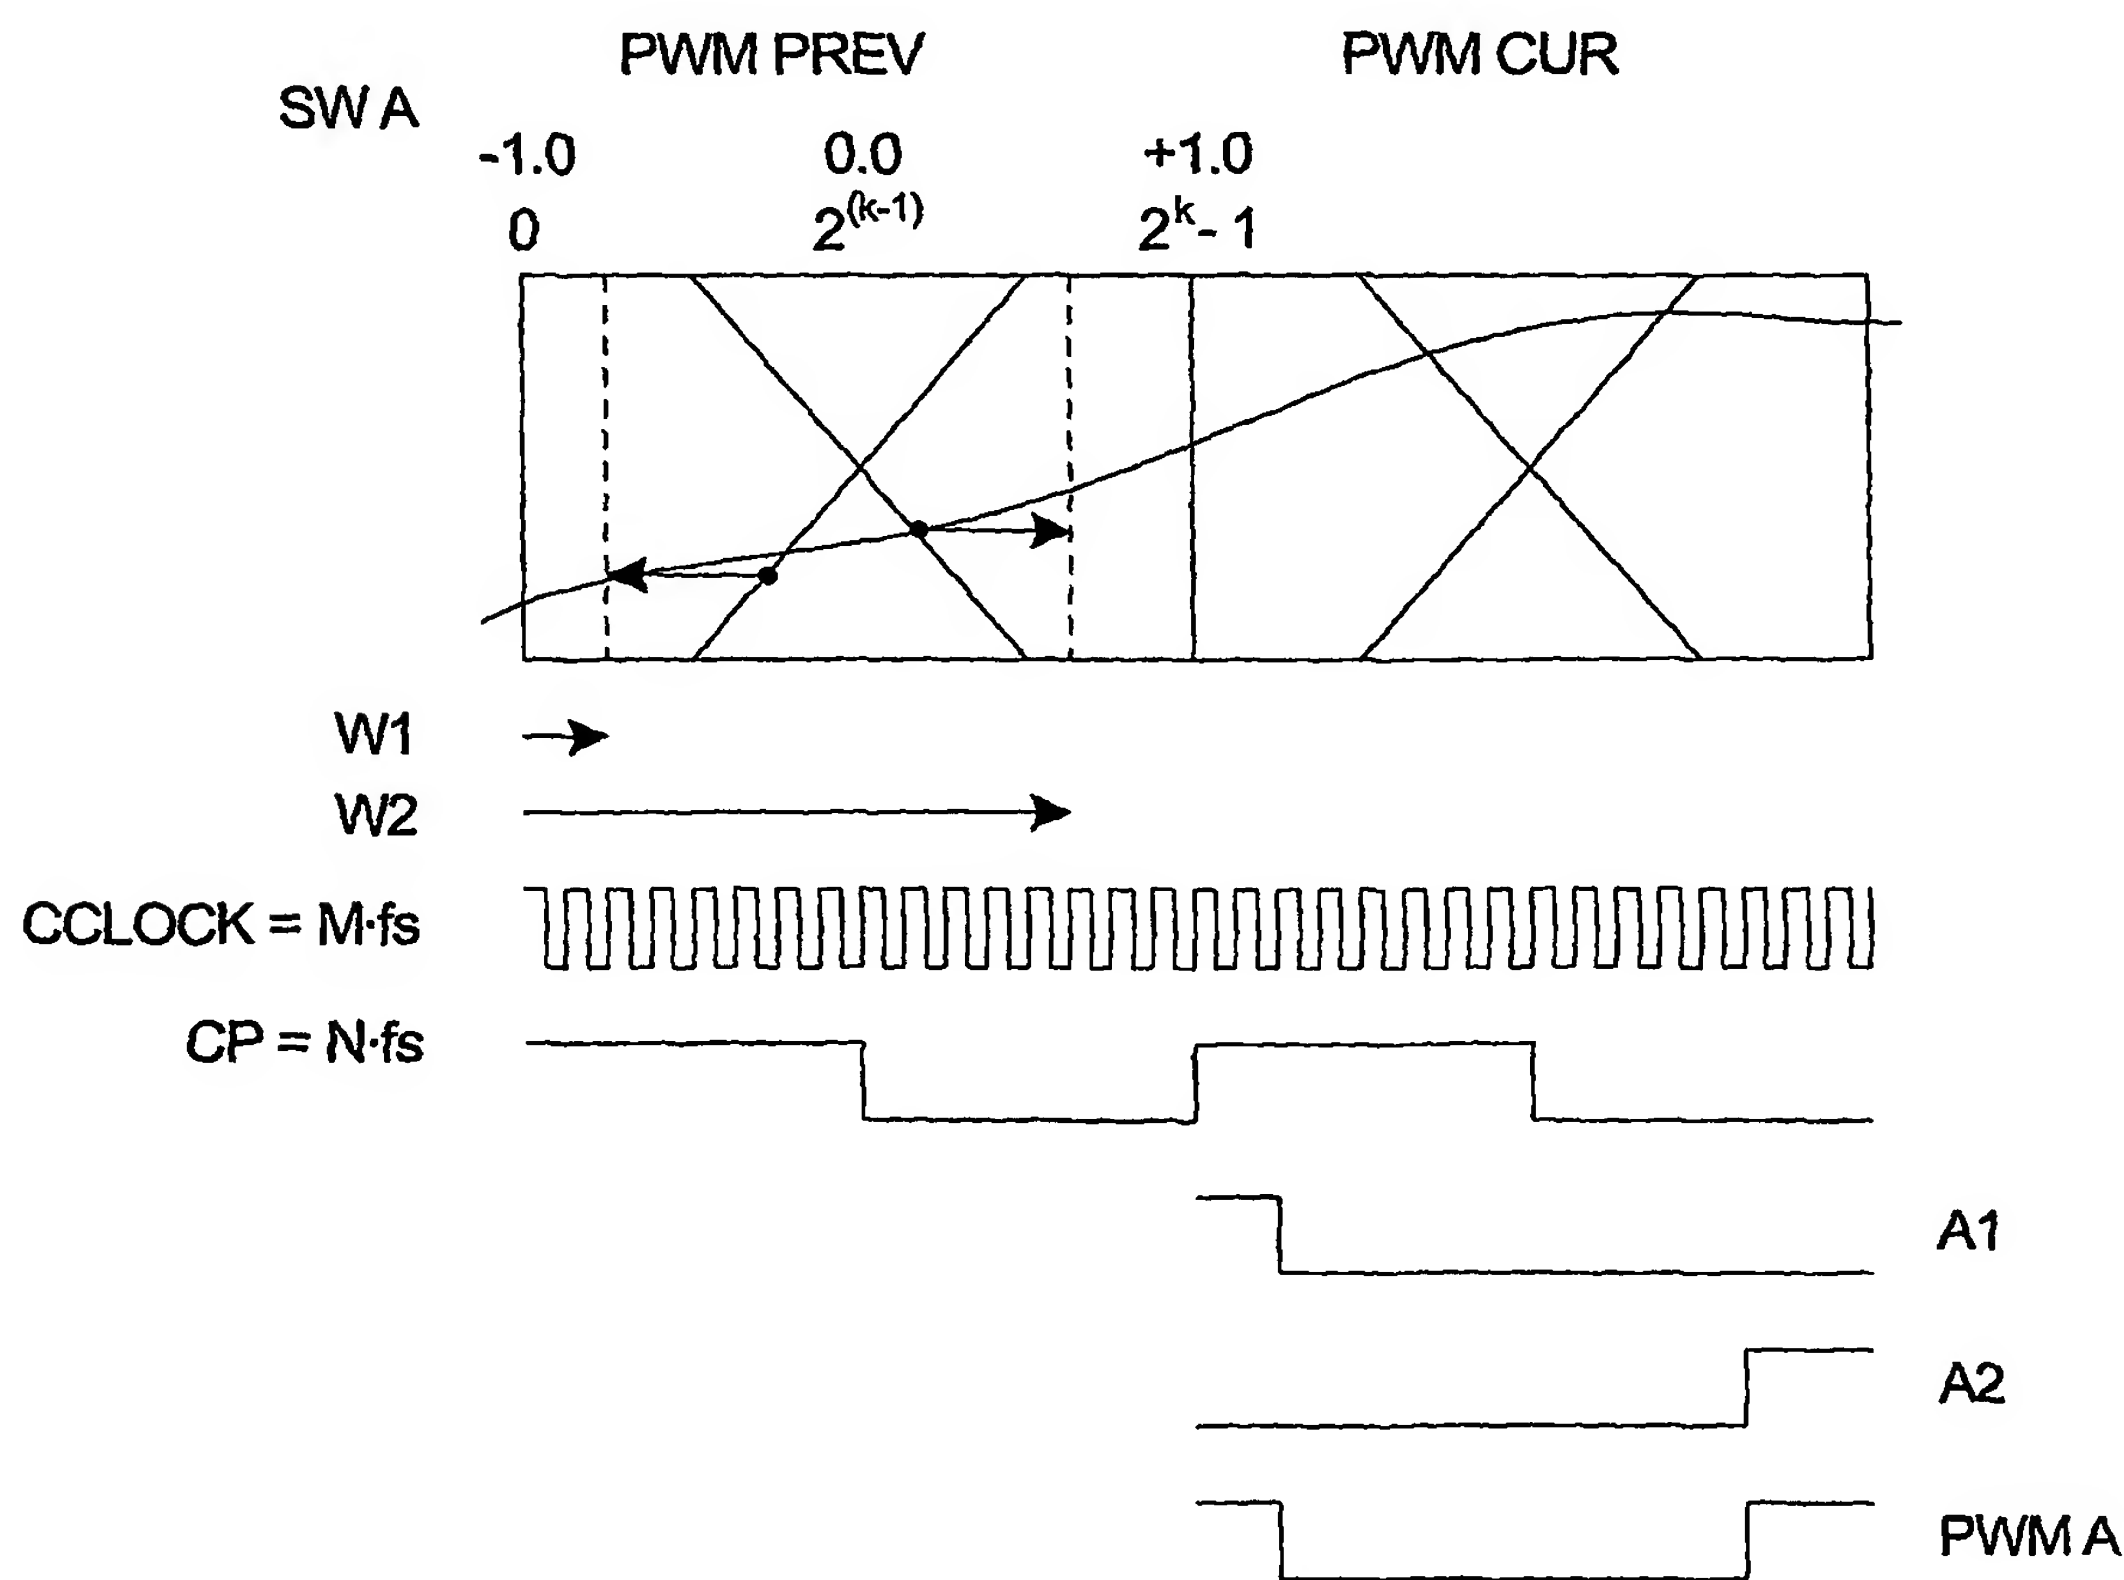 PWM PREV PWM CUR
SW A
-1.0 0.0 +1.0
0 2^(k-1) 2^k- 1
W1
W2
CCLOCK = M·fs
CP = N·fs
A1
A2
PWM A